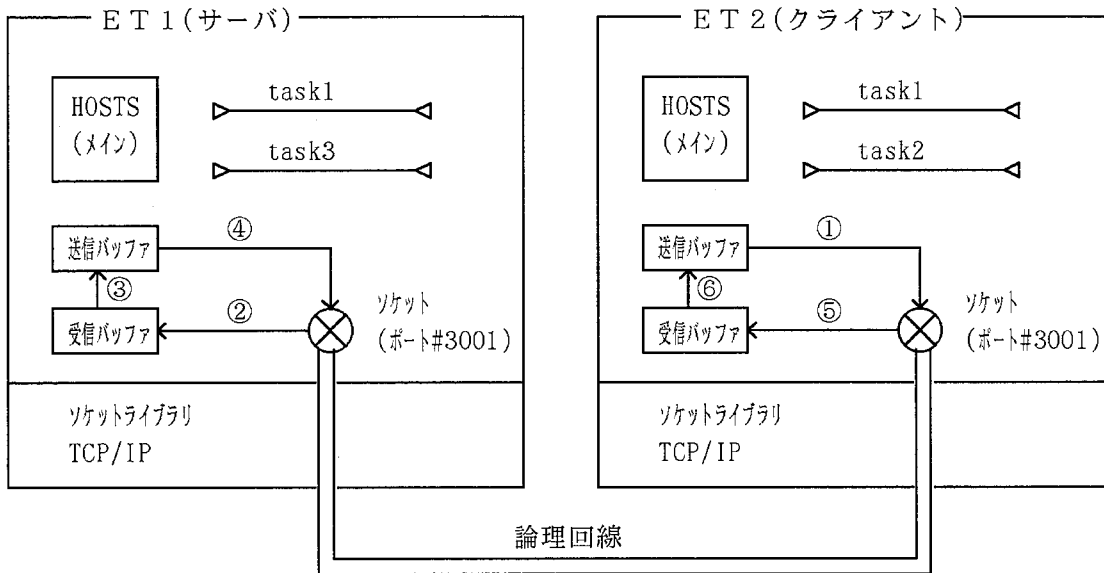 ET1(サーバ)
HOSTS
(メイン)
task1
task3
送信バッファ
④
③
②
受信バッファ
ソケット
(ポート#3001)
ソケットライブラリ
TCP/IP
ET2(クライアント)
HOSTS
(メイン)
task1
task2
送信バッファ
①
⑥
⑤
受信バッファ
ソケット
(ポート#3001)
ソケットライブラリ
TCP/IP
論理回線